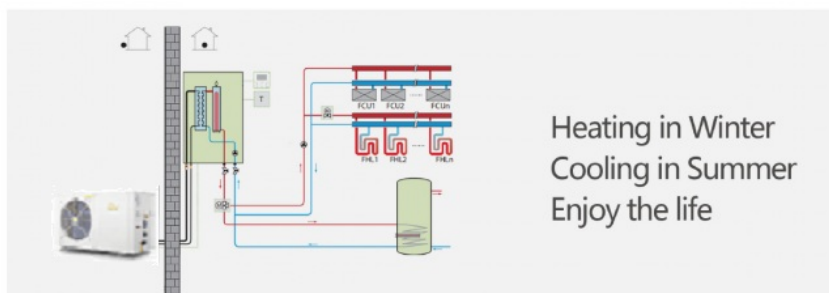 T
FCU1
FCU2
FCUn
FHL1
FHL2
FHLn
Heating in Winter
Cooling in Summer
Enjoy the life